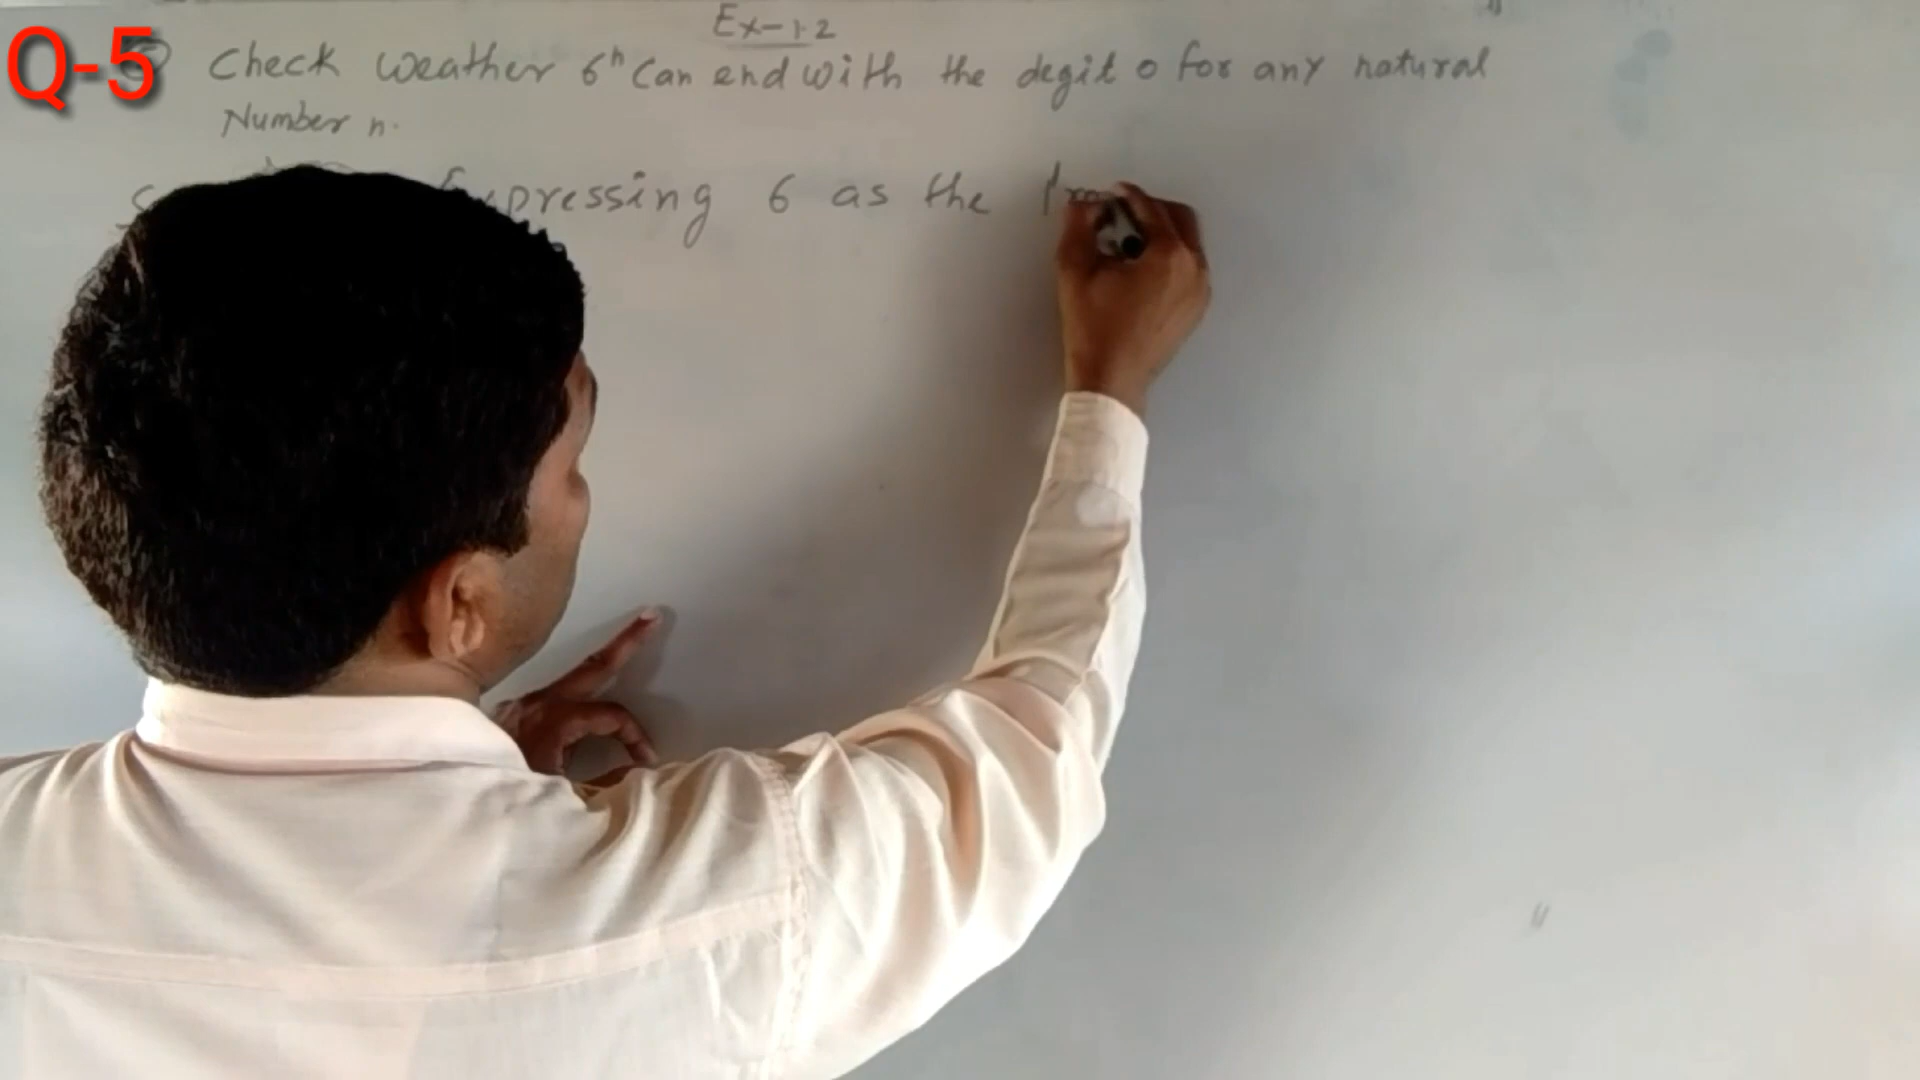 Ex-1.2
Q-5 Check weather 6ⁿ Can end with the degit 0 for any natural
Number n.
Expressing 6 as the